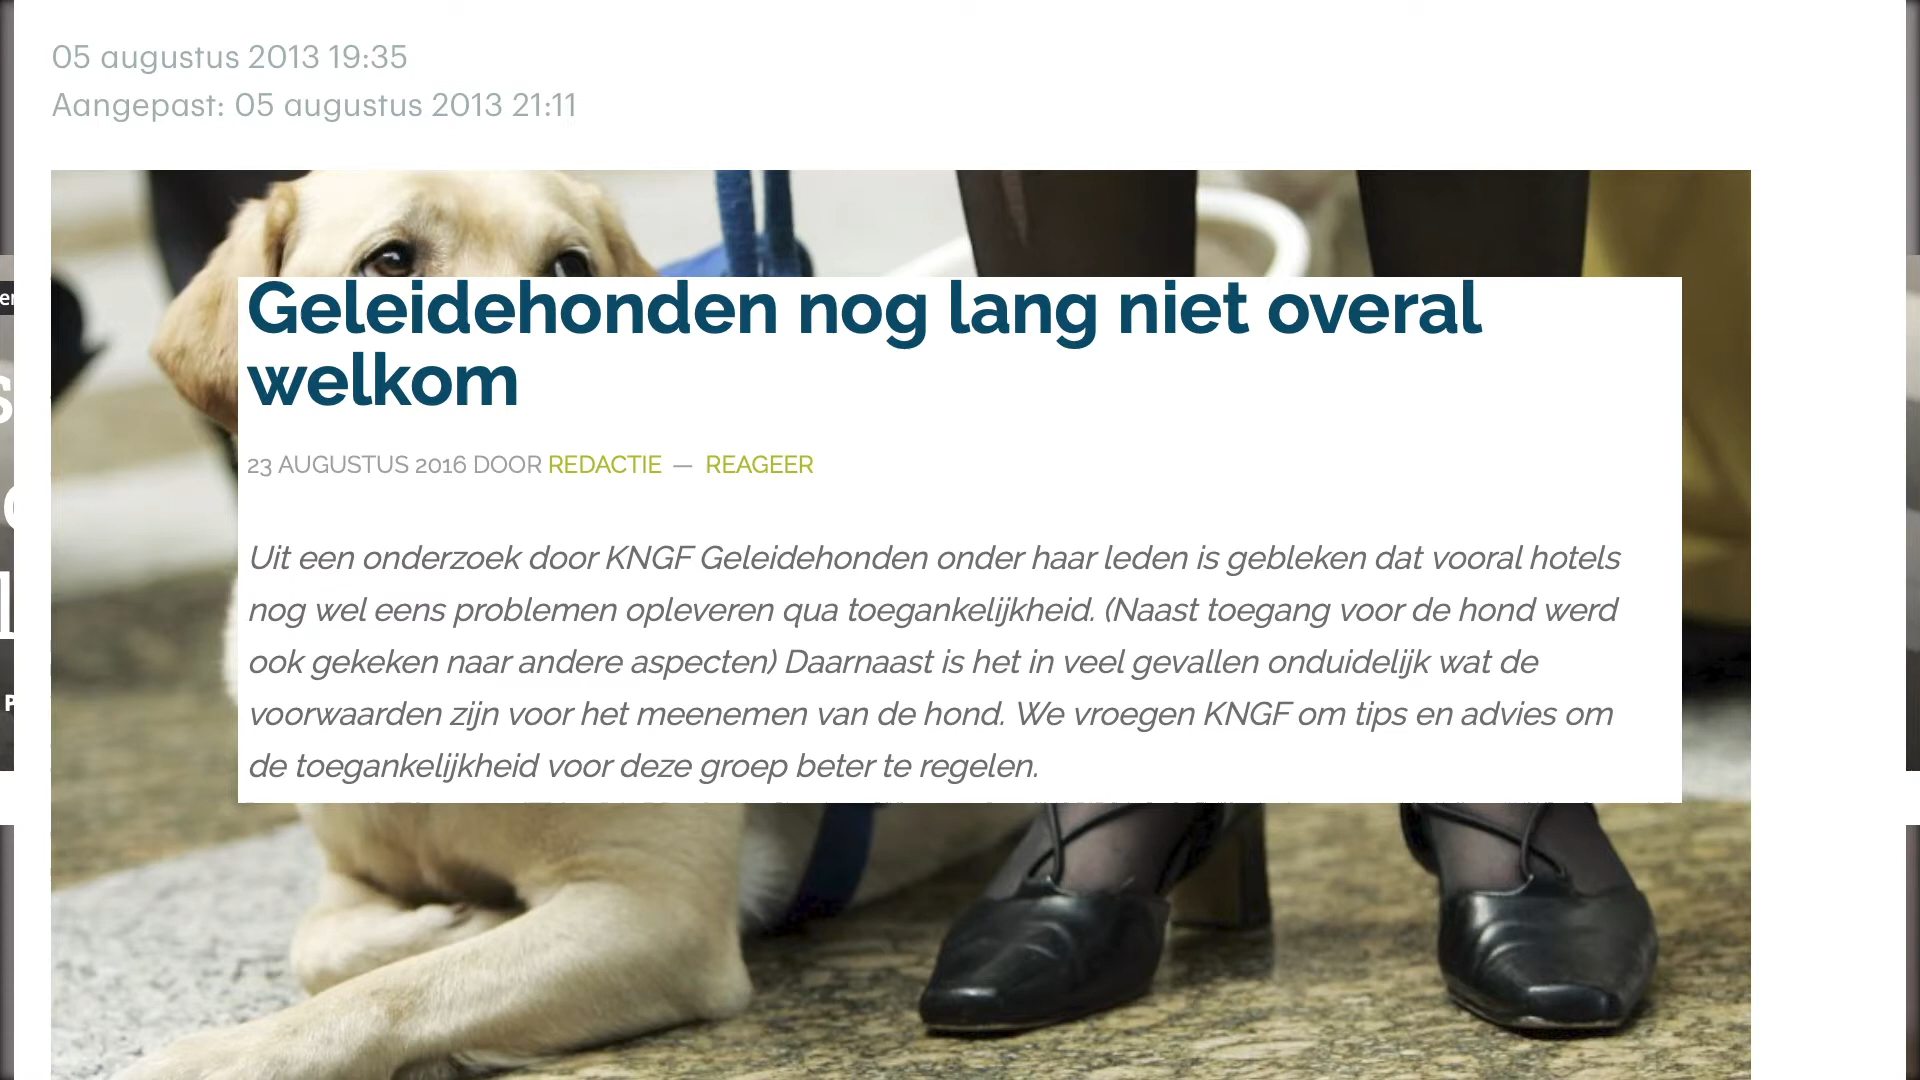 05 augustus 2013 19:35
Aangepast: 05 augustus 2013 21:11
Geleidehonden nog lang niet overal
welkom
23 AUGUSTUS 2016 DOOR REDACTIE — REAGEER
Uit een onderzoek door KNGF Geleidehonden onder haar leden is gebleken dat vooral hotels
nog wel eens problemen opleveren qua toegankelijkheid. (Naast toegang voor de hond werd
ook gekeken naar andere aspecten) Daarnaast is het in veel gevallen onduidelijk wat de
voorwaarden zijn voor het meenemen van de hond. We vroegen KNGF om tips en advies om
de toegankelijkheid voor deze groep beter te regelen.